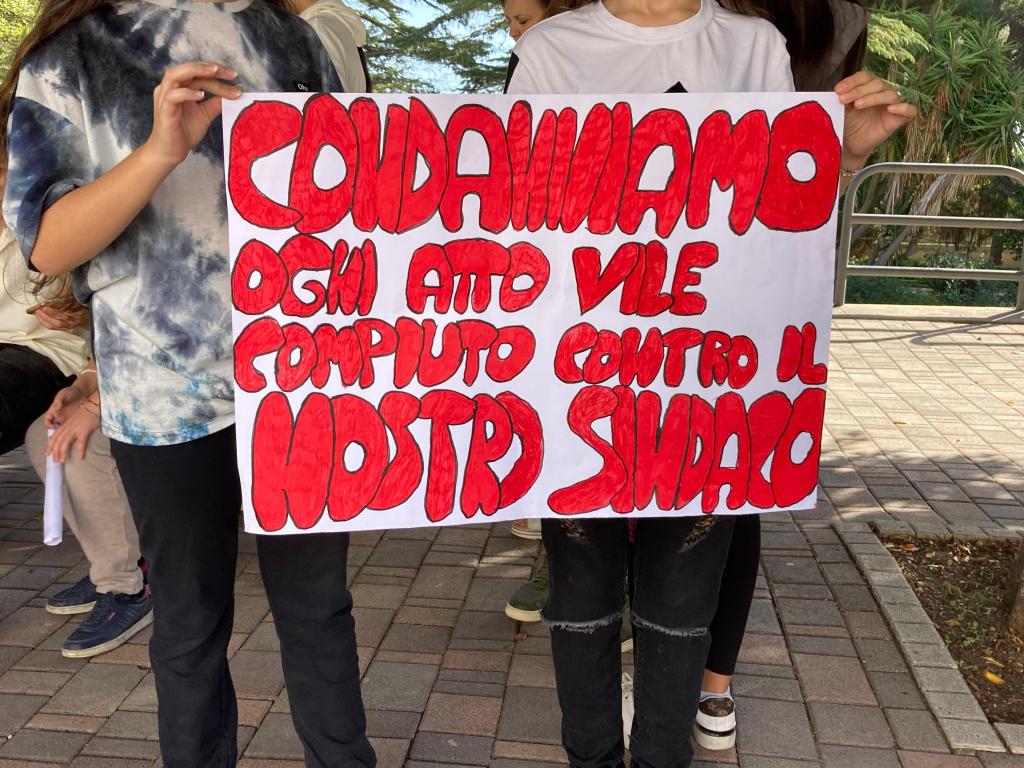 CONDANNIAMO
OGNI ATTO VILE
COMPIUTO CONTRO IL
NOSTRO SINDACO